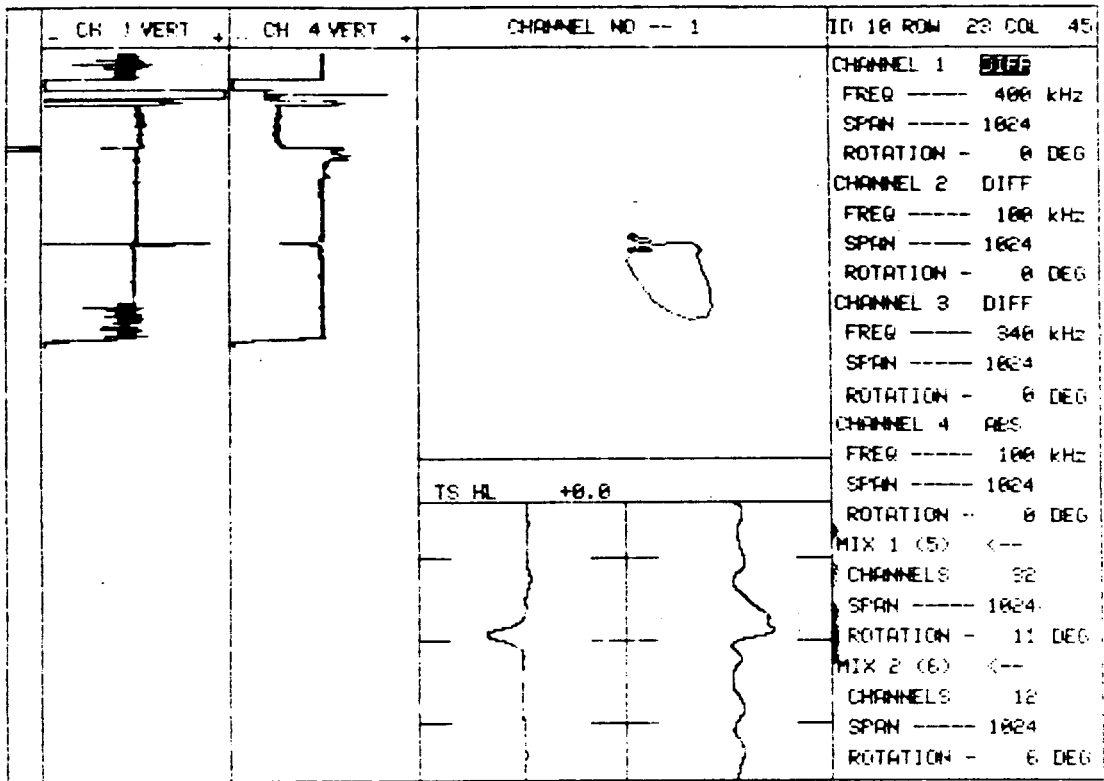 - CH 1 VERT +
- CH 4 VERT +
CHANNEL NO -- 1
ID 10 ROW 23 COL 45
CHANNEL 1 DIFF
FREQ ----- 400 kHz
SPAN ----- 1024
ROTATION - 0 DEG
CHANNEL 2 DIFF
FREQ ----- 100 kHz
SPAN ----- 1024
ROTATION - 0 DEG
CHANNEL 3 DIFF
FREQ ----- 340 kHz
SPAN ----- 1024
ROTATION - 0 DEG
CHANNEL 4 ABS
FREQ ----- 100 kHz
SPAN ----- 1024
ROTATION - 0 DEG
MIX 1 (5) <--
CHANNELS 32
SPAN ----- 1024
ROTATION - 11 DEG
MIX 2 (6) <--
CHANNELS 12
SPAN ----- 1024
ROTATION - 6 DEG
TS HL +0.0